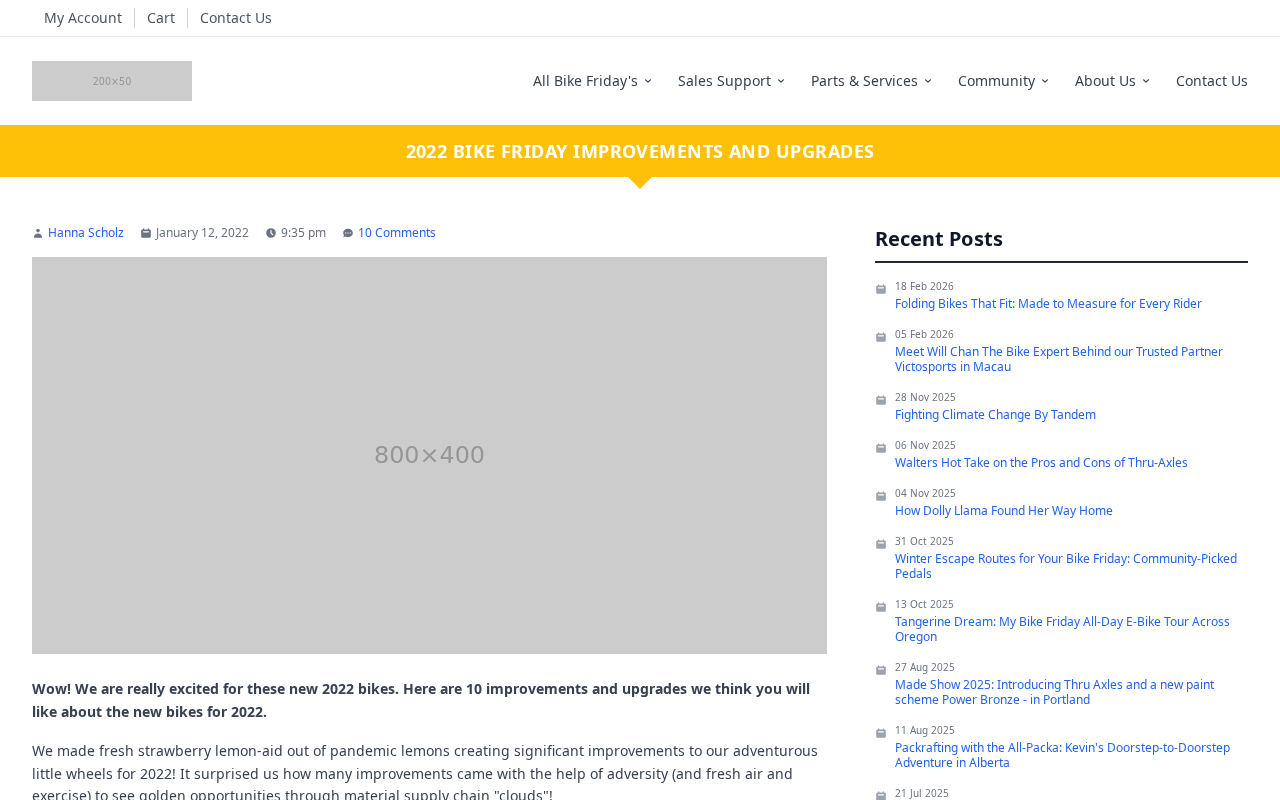 My Account
Cart
Contact Us
200×50
All Bike Friday's
Sales Support
Parts & Services
Community
About Us
Contact Us
2022 BIKE FRIDAY IMPROVEMENTS AND UPGRADES
Hanna Scholz
January 12, 2022
9:35 pm
10 Comments
800×400
Wow! We are really excited for these new 2022 bikes. Here are 10 improvements and upgrades we think you will
like about the new bikes for 2022.
We made fresh strawberry lemon-aid out of pandemic lemons creating significant improvements to our adventurous
little wheels for 2022! It surprised us how many improvements came with the help of adversity (and fresh air and
exercise) to see golden opportunities through material supply chain "clouds"!
Recent Posts
18 Feb 2026
Folding Bikes That Fit: Made to Measure for Every Rider
05 Feb 2026
Meet Will Chan The Bike Expert Behind our Trusted Partner
Victosports in Macau
28 Nov 2025
Fighting Climate Change By Tandem
06 Nov 2025
Walters Hot Take on the Pros and Cons of Thru-Axles
04 Nov 2025
How Dolly Llama Found Her Way Home
31 Oct 2025
Winter Escape Routes for Your Bike Friday: Community-Picked
Pedals
13 Oct 2025
Tangerine Dream: My Bike Friday All-Day E-Bike Tour Across
Oregon
27 Aug 2025
Made Show 2025: Introducing Thru Axles and a new paint
scheme Power Bronze - in Portland
11 Aug 2025
Packrafting with the All-Packa: Kevin's Doorstep-to-Doorstep
Adventure in Alberta
21 Jul 2025